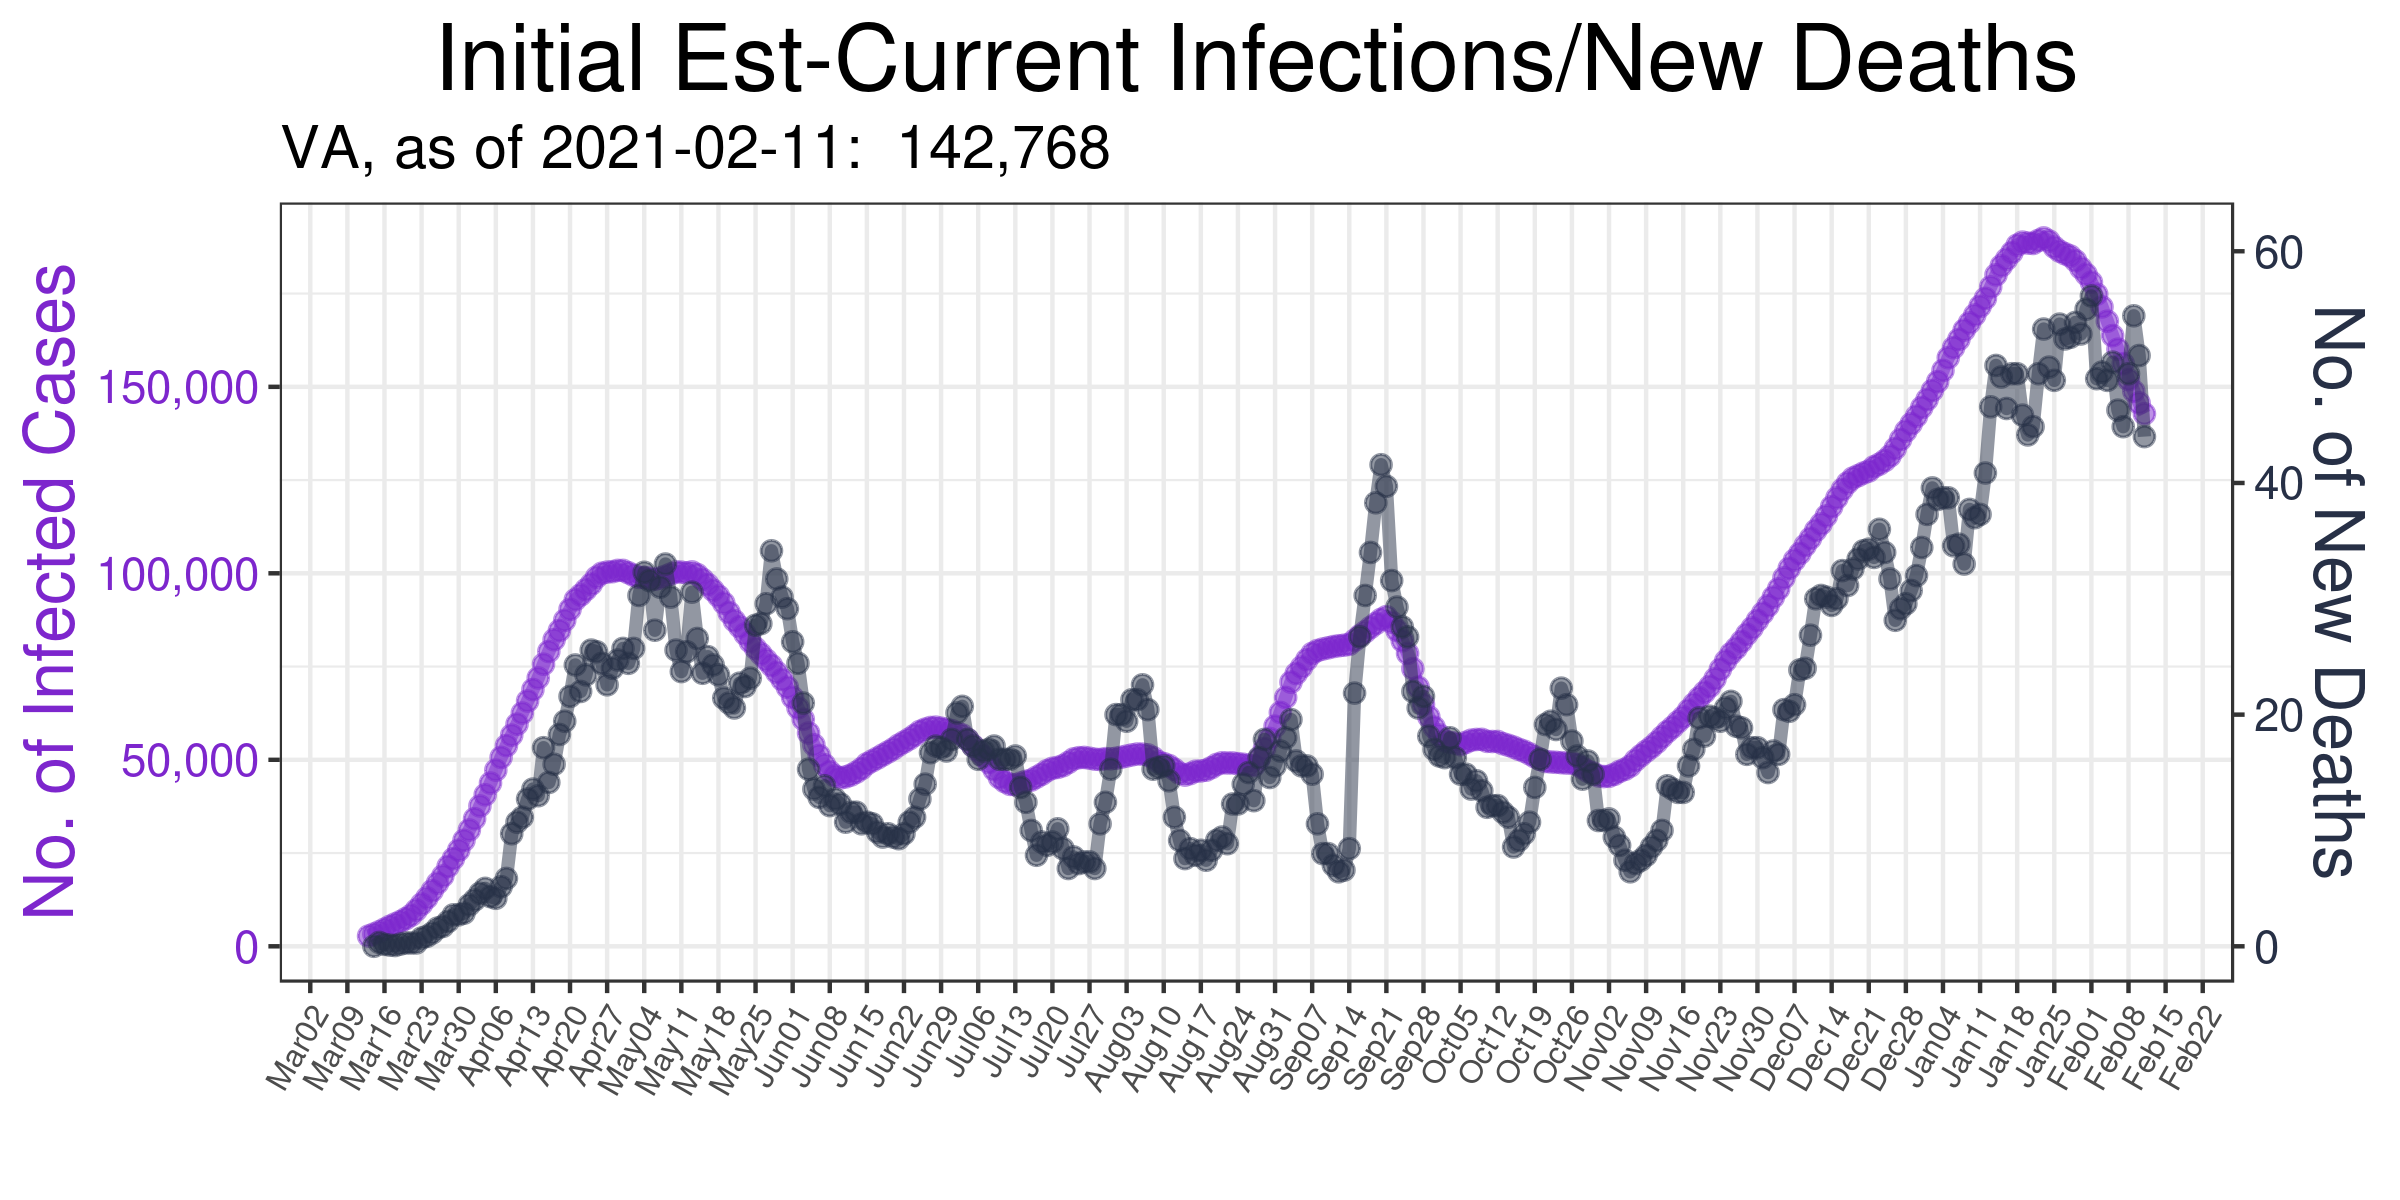 Initial Est-Current Infections/New Deaths
VA, as of 2021-02-11:  142,768
No. of Infected Cases
150,000
100,000
50,000
0
60
40
20
0
No. of New Deaths
Mar02
Mar09
Mar16
Mar23
Mar30
Apr06
Apr13
Apr20
Apr27
May04
May11
May18
May25
Jun01
Jun08
Jun15
Jun22
Jun29
Jul06
Jul13
Jul20
Jul27
Aug03
Aug10
Aug17
Aug24
Aug31
Sep07
Sep14
Sep21
Sep28
Oct05
Oct12
Oct19
Oct26
Nov02
Nov09
Nov16
Nov23
Nov30
Dec07
Dec14
Dec21
Dec28
Jan04
Jan11
Jan18
Jan25
Feb01
Feb08
Feb15
Feb22